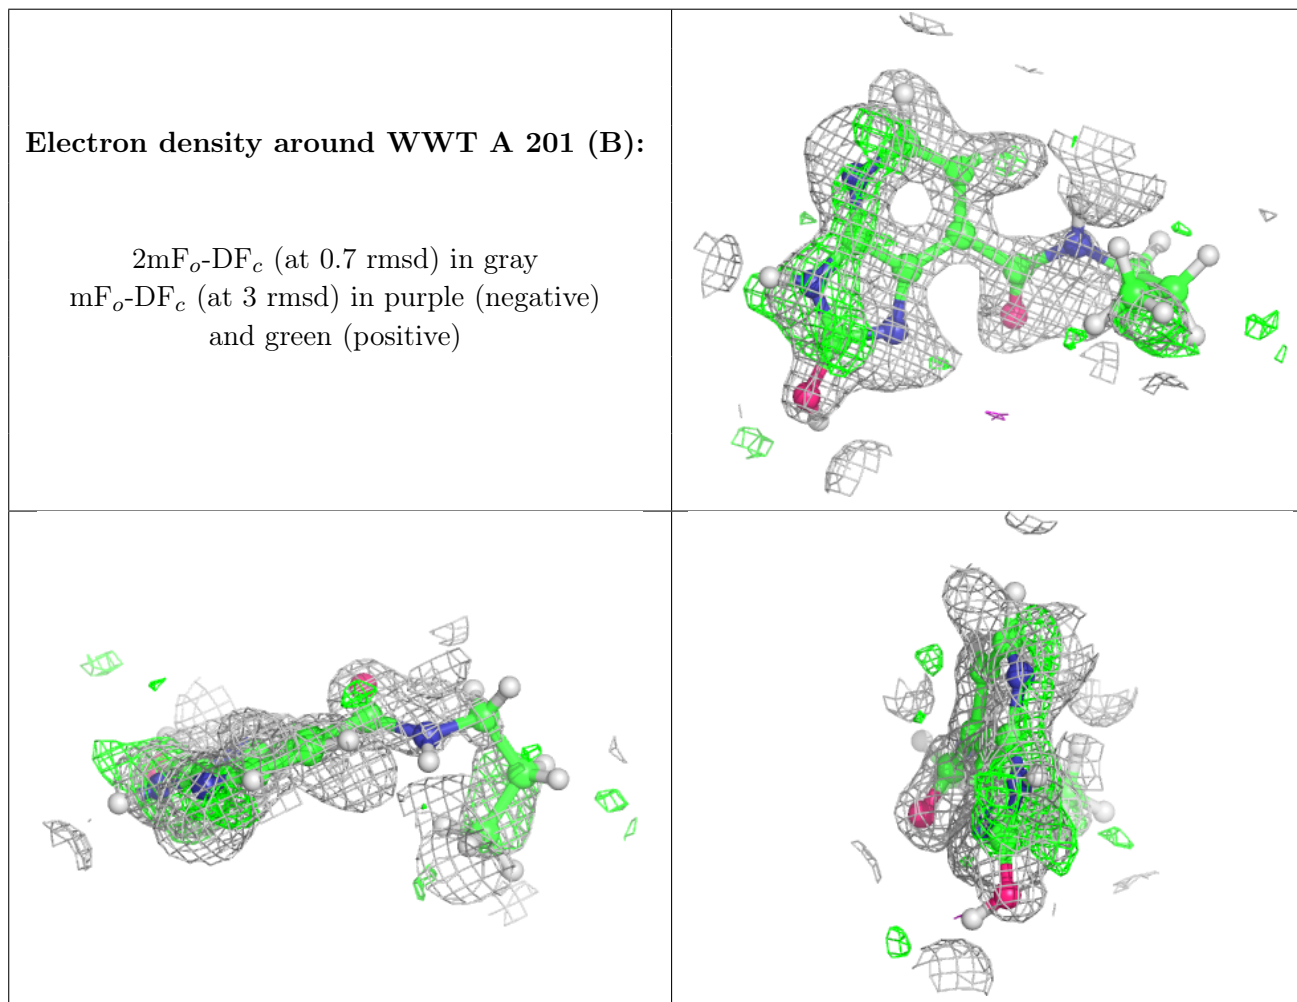 Electron density around WWT A 201 (B):
2mFₒ-DF𝒸 (at 0.7 rmsd) in gray
mFₒ-DF𝒸 (at 3 rmsd) in purple (negative)
and green (positive)